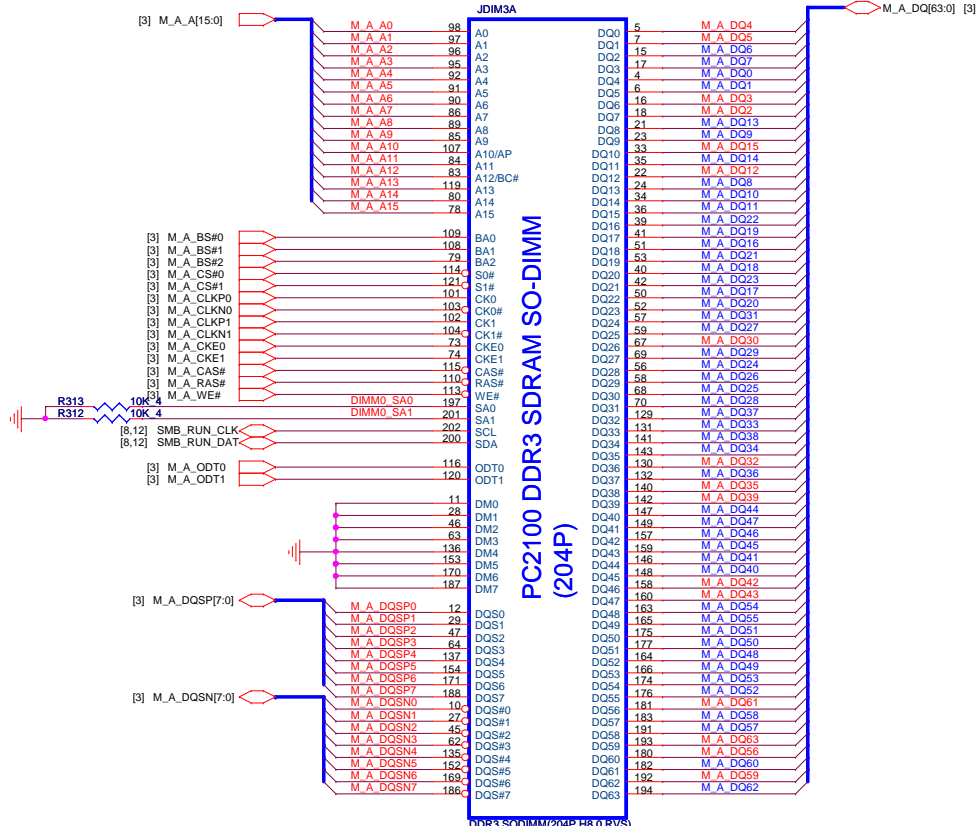 JDIM3A
[3] M_A_A[15:0]
M_A_DQ[63:0] [3]
M_A_A0 98 A0 DQ0 5 M_A_DQ4
M_A_A1 97 A1 DQ1 7 M_A_DQ5
M_A_A2 96 A2 DQ2 15 M_A_DQ6
M_A_A3 95 A3 DQ3 17 M_A_DQ7
M_A_A4 92 A4 DQ4 4 M_A_DQ0
M_A_A5 91 A5 DQ5 6 M_A_DQ1
M_A_A6 90 A6 DQ6 16 M_A_DQ3
M_A_A7 86 A7 DQ7 18 M_A_DQ2
M_A_A8 89 A8 DQ8 21 M_A_DQ13
M_A_A9 85 A9 DQ9 23 M_A_DQ9
M_A_A10 107 A10/AP DQ10 33 M_A_DQ15
M_A_A11 84 A11 DQ11 35 M_A_DQ14
M_A_A12 83 A12/BC# DQ12 22 M_A_DQ12
M_A_A13 119 A13 DQ13 24 M_A_DQ8
M_A_A14 80 A14 DQ14 34 M_A_DQ10
M_A_A15 78 A15 DQ15 36 M_A_DQ11
DQ16 39 M_A_DQ22
[3] M_A_BS#0 109 BA0 DQ17 41 M_A_DQ19
[3] M_A_BS#1 108 BA1 DQ18 51 M_A_DQ16
[3] M_A_BS#2 79 BA2 DQ19 53 M_A_DQ21
[3] M_A_CS#0 114 S0# DQ20 40 M_A_DQ18
[3] M_A_CS#1 121 S1# DQ21 42 M_A_DQ23
[3] M_A_CLKP0 101 CK0 DQ22 50 M_A_DQ17
[3] M_A_CLKN0 103 CK0# DQ23 52 M_A_DQ20
[3] M_A_CLKP1 102 CK1 DQ24 57 M_A_DQ31
[3] M_A_CLKN1 104 CK1# DQ25 59 M_A_DQ27
[3] M_A_CKE0 73 CKE0 DQ26 67 M_A_DQ30
[3] M_A_CKE1 74 CKE1 DQ27 69 M_A_DQ29
[3] M_A_CAS# 115 CAS# DQ28 56 M_A_DQ24
[3] M_A_RAS# 110 RAS# DQ29 58 M_A_DQ26
[3] M_A_WE# 113 WE# DQ30 68 M_A_DQ25
R313 10K_4 DIMM0_SA0 197 SA0 DQ31 70 M_A_DQ28
R312 10K_4 DIMM0_SA1 201 SA1 DQ32 129 M_A_DQ37
[8,12] SMB_RUN_CLK 202 SCL DQ33 131 M_A_DQ33
[8,12] SMB_RUN_DAT 200 SDA DQ34 141 M_A_DQ38
DQ35 143 M_A_DQ34
[3] M_A_ODT0 116 ODT0 DQ36 130 M_A_DQ32
[3] M_A_ODT1 120 ODT1 DQ37 132 M_A_DQ36
DQ38 140 M_A_DQ35
11 DM0 DQ39 142 M_A_DQ39
28 DM1 DQ40 147 M_A_DQ44
46 DM2 DQ41 149 M_A_DQ47
63 DM3 DQ42 157 M_A_DQ46
136 DM4 DQ43 159 M_A_DQ45
153 DM5 DQ44 146 M_A_DQ41
170 DM6 DQ45 148 M_A_DQ40
187 DM7 DQ46 158 M_A_DQ42
[3] M_A_DQSP[7:0] DQ47 160 M_A_DQ43
M_A_DQSP0 12 DQS0 DQ48 163 M_A_DQ54
M_A_DQSP1 29 DQS1 DQ49 165 M_A_DQ55
M_A_DQSP2 47 DQS2 DQ50 175 M_A_DQ51
M_A_DQSP3 64 DQS3 DQ51 177 M_A_DQ50
M_A_DQSP4 137 DQS4 DQ52 164 M_A_DQ48
M_A_DQSP5 154 DQS5 DQ53 166 M_A_DQ49
M_A_DQSP6 171 DQS6 DQ54 174 M_A_DQ53
M_A_DQSP7 188 DQS7 DQ55 176 M_A_DQ52
[3] M_A_DQSN[7:0] M_A_DQSN0 10 DQS#0 DQ56 181 M_A_DQ61
M_A_DQSN1 27 DQS#1 DQ57 183 M_A_DQ58
M_A_DQSN2 45 DQS#2 DQ58 191 M_A_DQ57
M_A_DQSN3 62 DQS#3 DQ59 193 M_A_DQ63
M_A_DQSN4 135 DQS#4 DQ60 180 M_A_DQ56
M_A_DQSN5 152 DQS#5 DQ61 182 M_A_DQ60
M_A_DQSN6 169 DQS#6 DQ62 192 M_A_DQ59
M_A_DQSN7 186 DQS#7 DQ63 194 M_A_DQ62
PC2100 DDR3 SDRAM SO-DIMM
(204P)
DDR3 SODIMM(204P,H8.0,RVS)